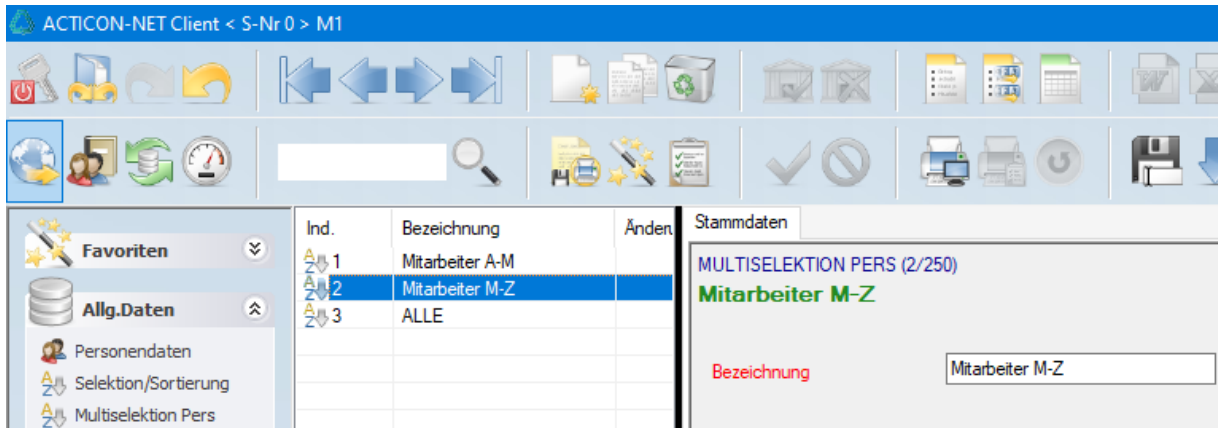 ACTICON-NET Client < S-Nr 0 > M1
Favoriten
Allg.Daten
Personendaten
Selektion/Sortierung
Multiselektion Pers
Ind. Bezeichnung Änderu
1 Mitarbeiter A-M
2 Mitarbeiter M-Z
3 ALLE
Stammdaten
MULTISELEKTION PERS (2/250)
Mitarbeiter M-Z
Bezeichnung Mitarbeiter M-Z